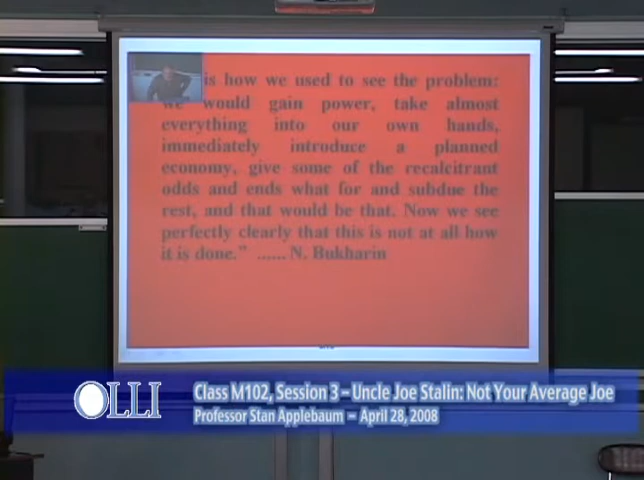 is how we used to see the problem:
we would gain power, take almost
everything into our own hands,
immediately introduce a planned
economy, give some of the recalcitrant
odds and ends what for and subdue the
rest, and that would be that. Now we see
perfectly clearly that this is not at all how
it is done.” ...... N. Bukharin
OLLI
Class M102, Session 3 – Uncle Joe Stalin: Not Your Average Joe
Professor Stan Applebaum – April 28, 2008